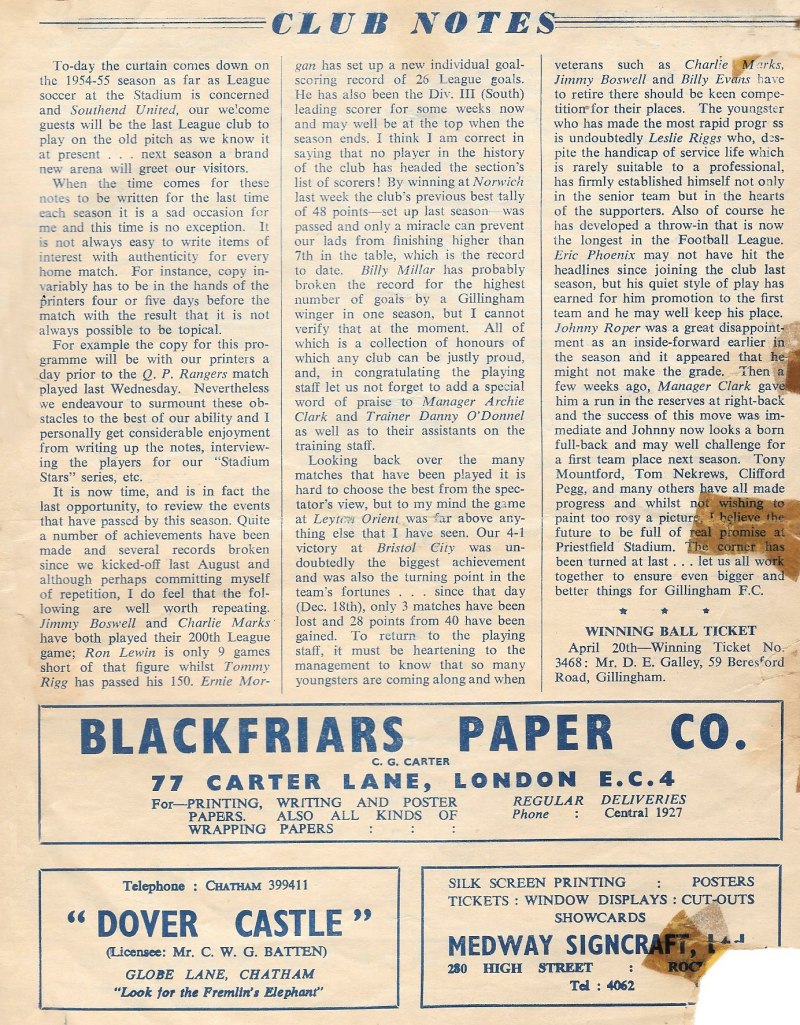 CLUB NOTES
To-day the curtain comes down on
the 1954-55 season as far as League
soccer at the Stadium is concerned
and Southend United, our welcome
guests will be the last League club to
play on the old pitch as we know it
at present . . . next season a brand
new arena will greet our visitors.
When the time comes for these
notes to be written for the last time
each season it is a sad occasion for
me and this time is no exception. It
is not always easy to write items of
interest with authenticity for every
home match. For instance, copy in-
variably has to be in the hands of the
printers four or five days before the
match with the result that it is not
always possible to be topical.
For example the copy for this pro-
gramme will be with our printers a
day prior to the Q. P. Rangers match
played last Wednesday. Nevertheless
we endeavour to surmount these ob-
stacles to the best of our ability and I
personally get considerable enjoyment
from writing up the notes, interview-
ing the players for our "Stadium
Stars" series, etc.
It is now time, and is in fact the
last opportunity, to review the events
that have passed by this season. Quite
a number of achievements have been
made and several records broken
since we kicked-off last August and
although perhaps committing myself
of repetition, I do feel that the fol-
lowing are well worth repeating.
Jimmy Boswell and Charlie Marks
have both played their 200th League
game; Ron Lewin is only 9 games
short of that figure whilst Tommy
Rigg has passed his 150. Ernie Mor-
gan has set up a new individual goal-
scoring record of 26 League goals.
He has also been the Div. III (South)
leading scorer for some weeks now
and may well be at the top when the
season ends. I think I am correct in
saying that no player in the history
of the club has headed the section's
list of scorers! By winning at Norwich
last week the club's previous best tally
of 48 points—set up last season—was
passed and only a miracle can prevent
our lads from finishing higher than
7th in the table, which is the record
to date. Billy Millar has probably
broken the record for the highest
number of goals by a Gillingham
winger in one season, but I cannot
verify that at the moment. All of
which is a collection of honours of
which any club can be justly proud,
and, in congratulating the playing
staff let us not forget to add a special
word of praise to Manager Archie
Clark and Trainer Danny O'Donnel
as well as to their assistants on the
training staff.
Looking back over the many
matches that have been played it is
hard to choose the best from the spec-
tator's view, but to my mind the game
at Leyton Orient was far above any-
thing else that I have seen. Our 4-1
victory at Bristol City was un-
doubtedly the biggest achievement
and was also the turning point in the
team's fortunes . . . since that day
(Dec. 18th), only 3 matches have been
lost and 28 points from 40 have been
gained. To return to the playing
staff, it must be heartening to the
management to know that so many
youngsters are coming along and when
veterans such as Charlie Marks,
Jimmy Boswell and Billy Evans have
to retire there should be keen compe-
tition for their places. The youngster
who has made the most rapid progr ss
is undoubtedly Leslie Riggs who, des-
pite the handicap of service life which
is rarely suitable to a professional,
has firmly established himself not only
in the senior team but in the hearts
of the supporters. Also of course he
has developed a throw-in that is now
the longest in the Football League.
Eric Phoenix may not have hit the
headlines since joining the club last
season, but his quiet style of play has
earned for him promotion to the first
team and he may well keep his place.
Johnny Roper was a great disappoint-
ment as an inside-forward earlier in
the season and it appeared that he
might not make the grade. Then a
few weeks ago, Manager Clark gave
him a run in the reserves at right-back
and the success of this move was im-
mediate and Johnny now looks a born
full-back and may well challenge for
a first team place next season. Tony
Mountford, Tom Nekrews, Clifford
Pegg, and many others have all made
progress and whilst not wishing to
paint too rosy a picture, I believe the
future to be full of real promise at
Priestfield Stadium. The corner has
been turned at last . . . let us all work
together to ensure even bigger and
better things for Gillingham F.C.
* * *
WINNING BALL TICKET
April 20th—Winning Ticket No.
3468: Mr. D. E. Galley, 59 Beresford
Road, Gillingham.
BLACKFRIARS PAPER CO.
C. G. CARTER
77 CARTER LANE, LONDON E.C.4
For—PRINTING, WRITING AND POSTER
PAPERS. ALSO ALL KINDS OF
WRAPPING PAPERS : : :
REGULAR DELIVERIES
Phone : Central 1927
Telephone : CHATHAM 399411
"DOVER CASTLE"
(Licensee: Mr. C. W. G. BATTEN)
GLOBE LANE, CHATHAM
"Look for the Fremlin's Elephant"
SILK SCREEN PRINTING : POSTERS
TICKETS : WINDOW DISPLAYS : CUT-OUTS
SHOWCARDS
MEDWAY SIGNCRAFT, Ltd.
280 HIGH STREET : ROC
Tel : 4062